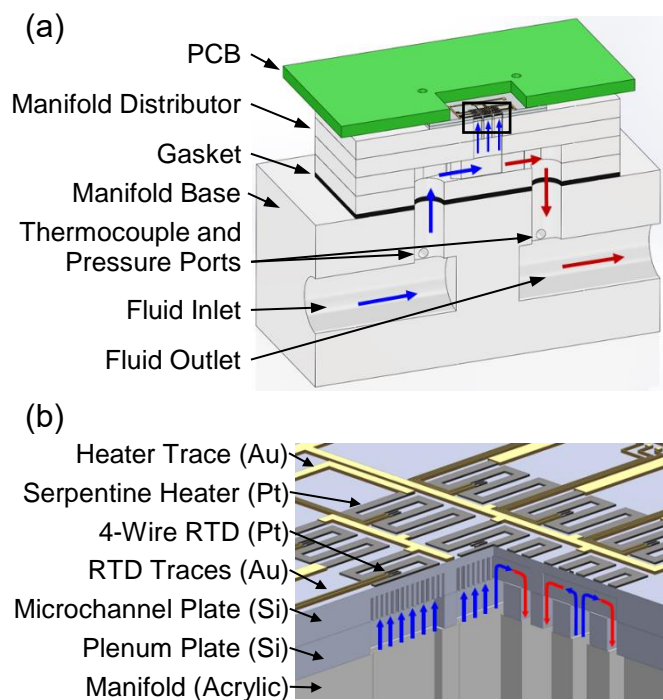 (a)
PCB
Manifold Distributor
Gasket
Manifold Base
Thermocouple and
Pressure Ports
Fluid Inlet
Fluid Outlet
(b)
Heater Trace (Au)
Serpentine Heater (Pt)
4-Wire RTD (Pt)
RTD Traces (Au)
Microchannel Plate (Si)
Plenum Plate (Si)
Manifold (Acrylic)